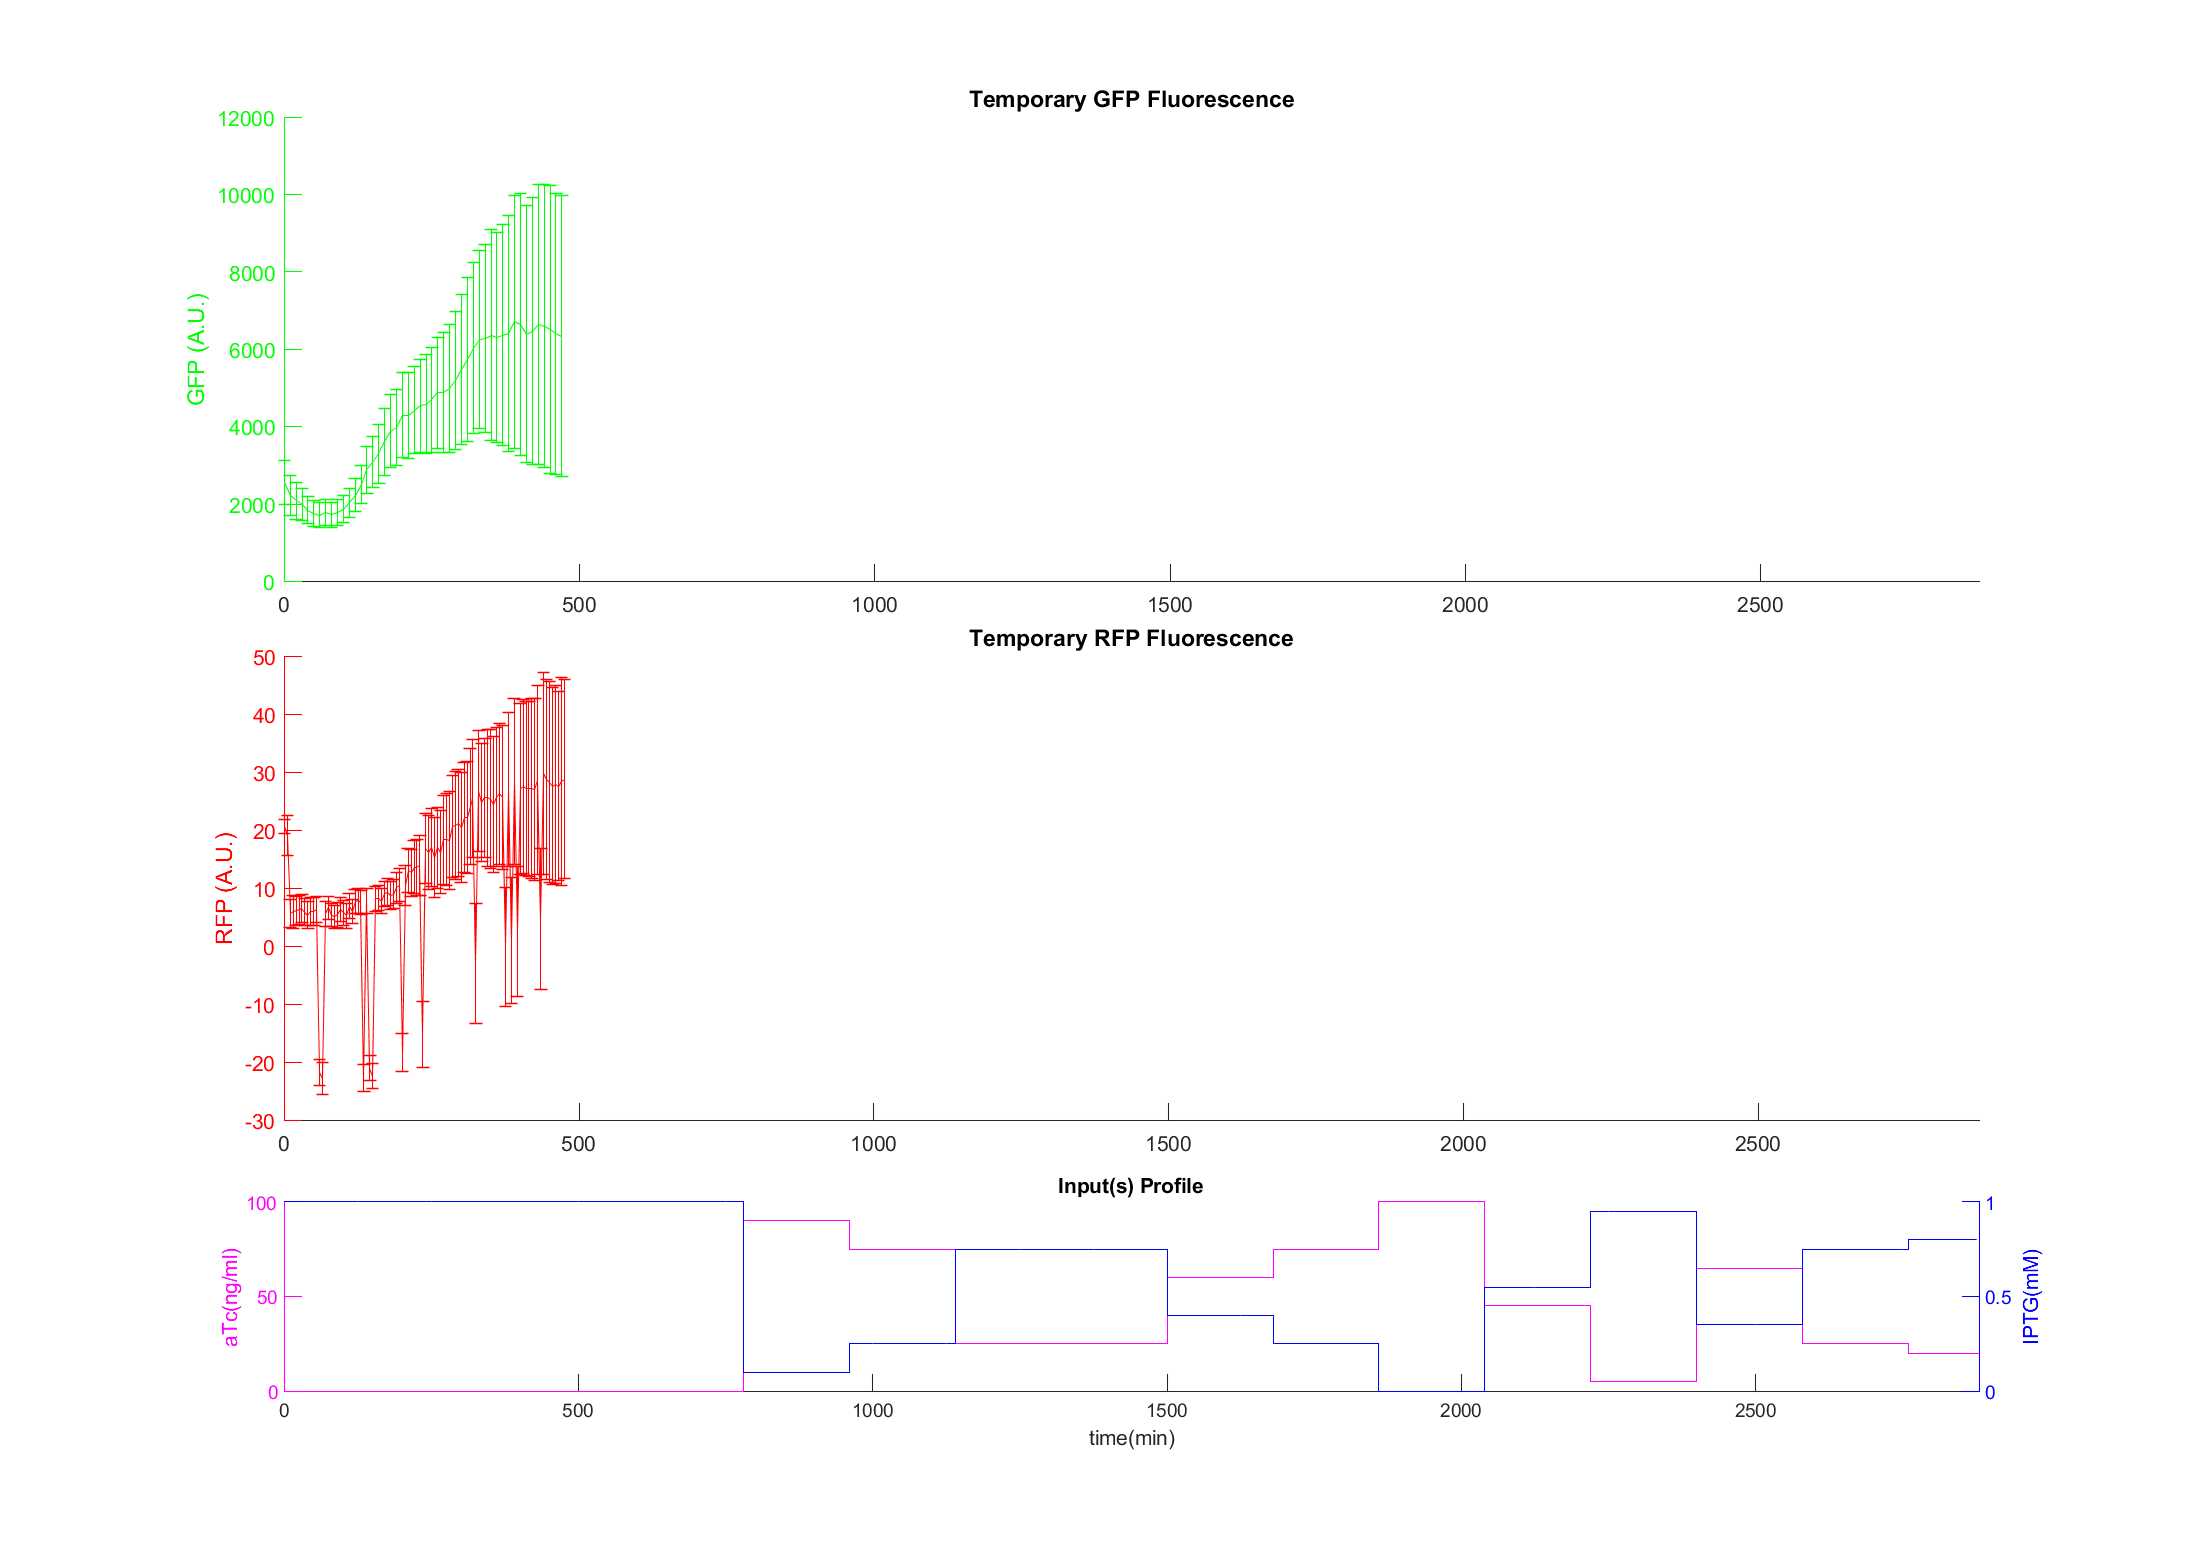 Temporary GFP Fluorescence
12000
10000
8000
6000
4000
2000
0
GFP (A.U.)
0 500 1000 1500 2000 2500
Temporary RFP Fluorescence
50
40
30
20
10
0
-10
-20
-30
RFP (A.U.)
0 500 1000 1500 2000 2500
Input(s) Profile
100
50
0
aTc(ng/ml)
1
0.5
0
IPTG(mM)
0 500 1000 1500 2000 2500
time(min)